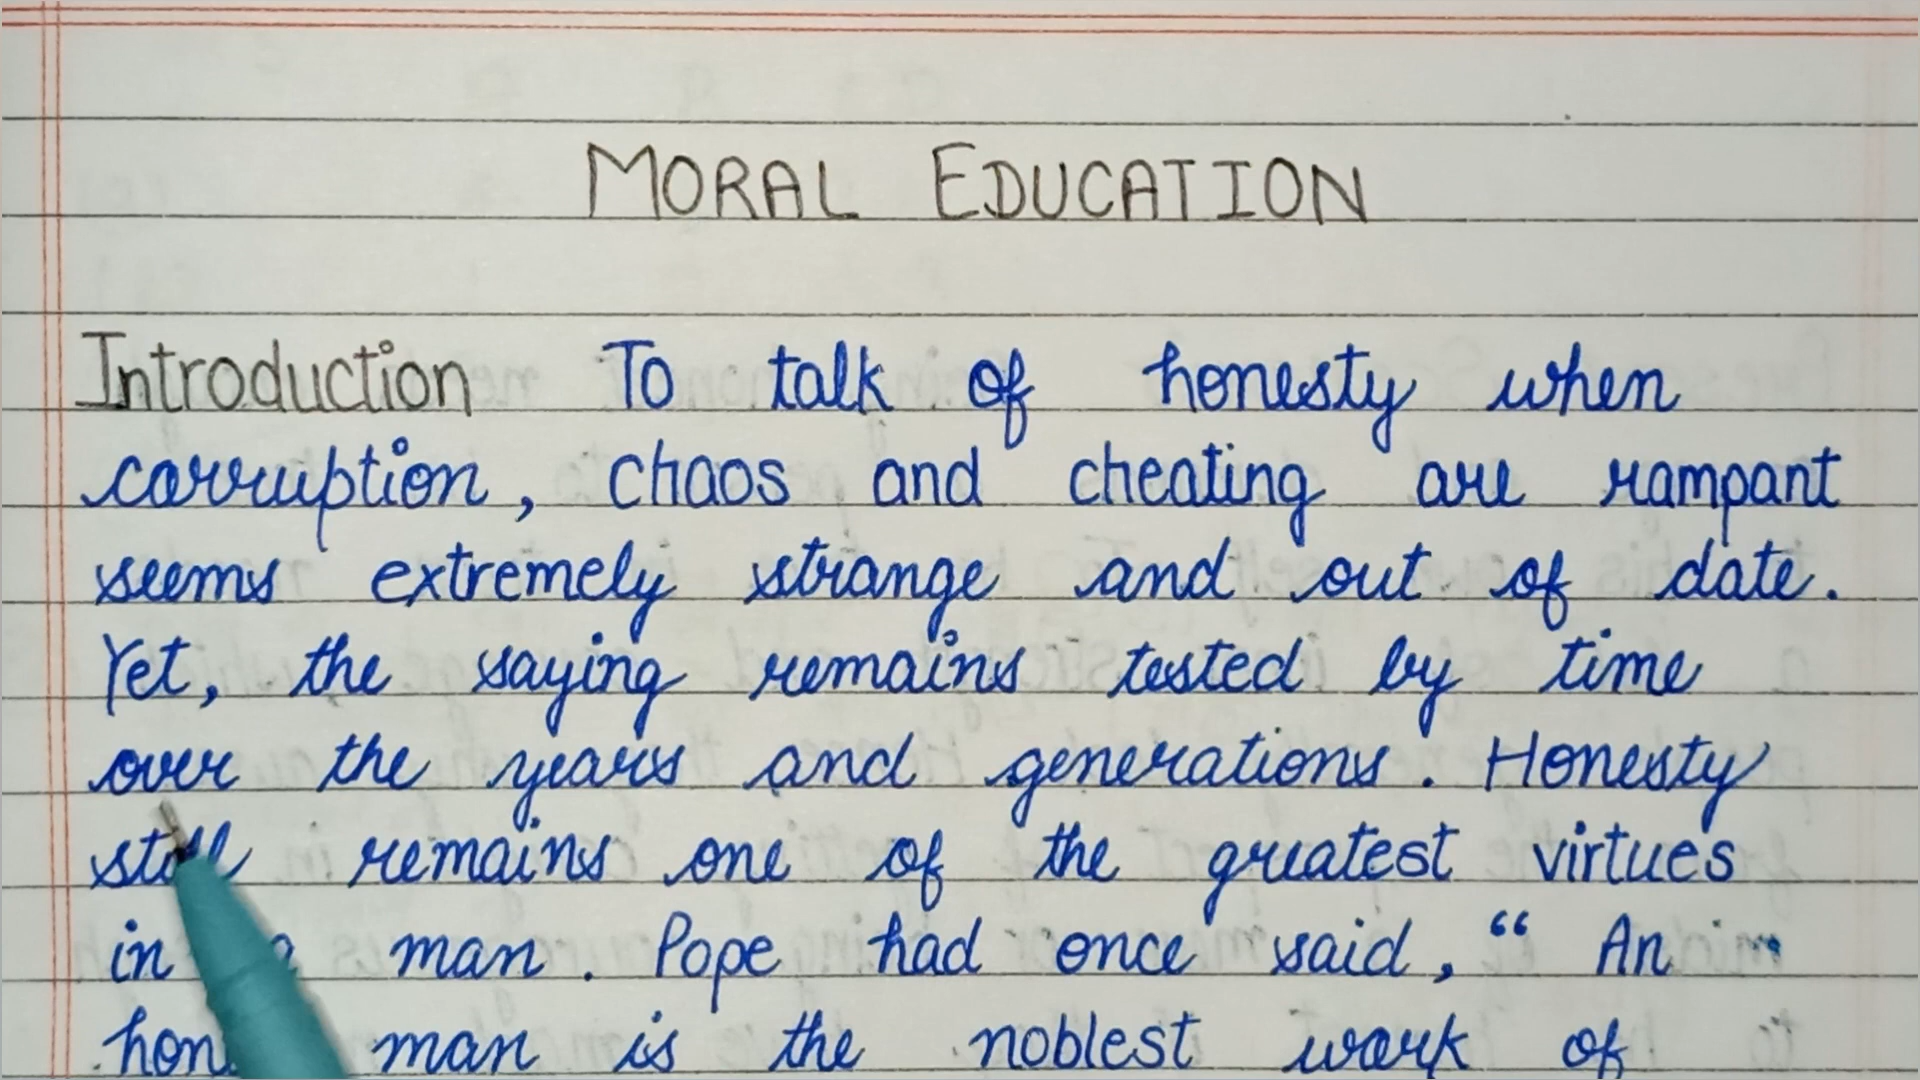 MORAL EDUCATION
Introduction To talk of honesty when
corruption, chaos and cheating are rampant
seems extremely strange and out of date.
Yet, the saying remains tested by time
over the years and generations. Honesty
still remains one of the greatest virtues
in a man. Pope had once said, “ An
man is the noblest work of